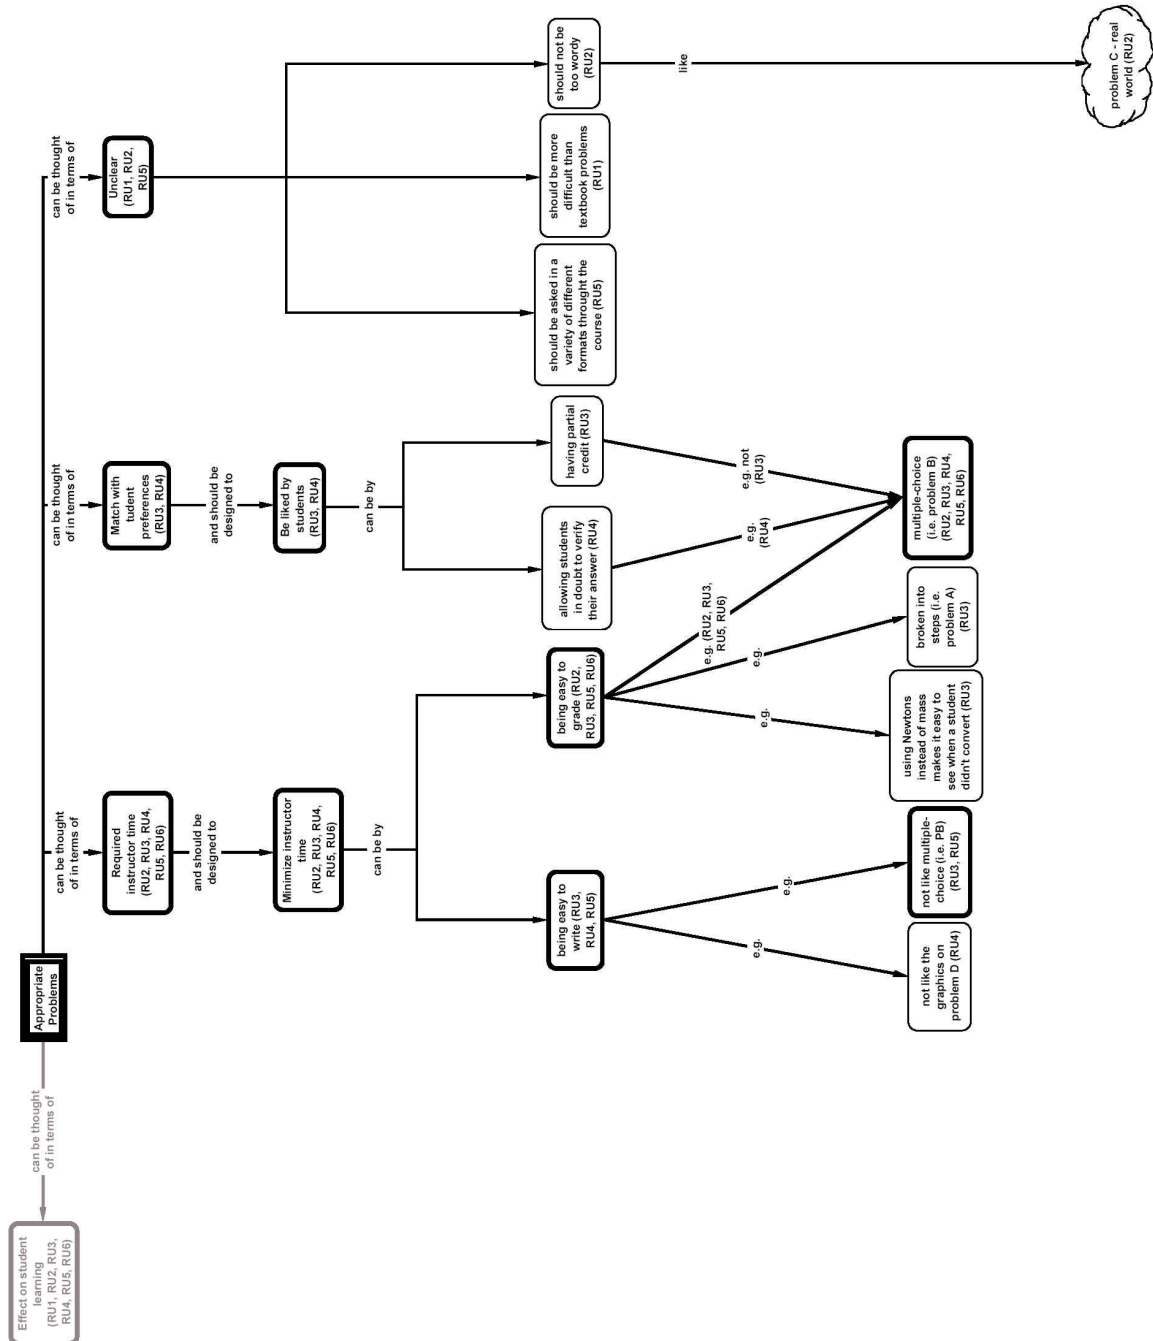 Appropriate
Problems
can be thought
of in terms of
Effect on student
learning
(RU1, RU2, RU3,
RU4, RU5, RU6)
can be thought
of in terms of
Required
instructor time
(RU2, RU3, RU4,
RU5, RU6)
and should be
designed to
Minimize instructor
time
(RU2, RU3, RU4,
RU5, RU6)
can be by
being easy to
write (RU3,
RU4, RU5)
e.g.
not like the
graphics on
problem D (RU4)
e.g.
not like multiple-
choice (i.e. PB)
(RU3, RU5)
being easy to
grade (RU2,
RU3, RU5, RU6)
e.g.
using Newtons
instead of mass
makes it easy to
see when a student
didn't convert (RU3)
e.g.
broken into
steps (i.e.
problem A)
(RU3)
e.g. (RU2, RU3,
RU5, RU6)
can be thought
of in terms of
Match with
tudent
preferences
(RU3, RU4)
and should be
designed to
Be liked by
students
(RU3, RU4)
can be by
allowing students
in doubt to verify
their answer (RU4)
e.g.
(RU4)
having partial
credit (RU3)
e.g. not
(RU3)
multiple-choice
(i.e. problem B)
(RU2, RU3, RU4,
RU5, RU6)
can be thought
of in terms of
Unclear
(RU1, RU2,
RU5)
should be asked in a
variety of different
formats throught the
course (RU5)
should be more
difficult than
textbook problems
(RU1)
should not be
too wordy
(RU2)
like
problem C - real
world (RU2)